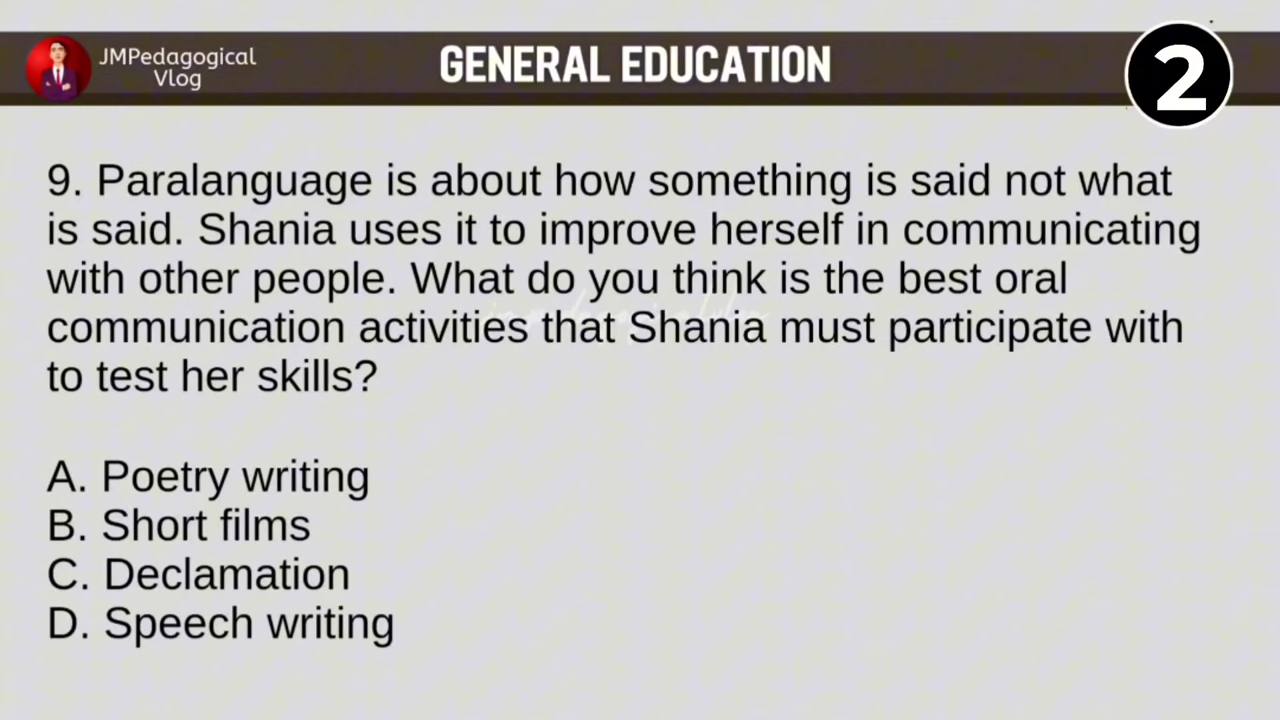 JMPedagogical
Vlog
GENERAL EDUCATION
2
9. Paralanguage is about how something is said not what
is said. Shania uses it to improve herself in communicating
with other people. What do you think is the best oral
communication activities that Shania must participate with
to test her skills?
A. Poetry writing
B. Short films
C. Declamation
D. Speech writing